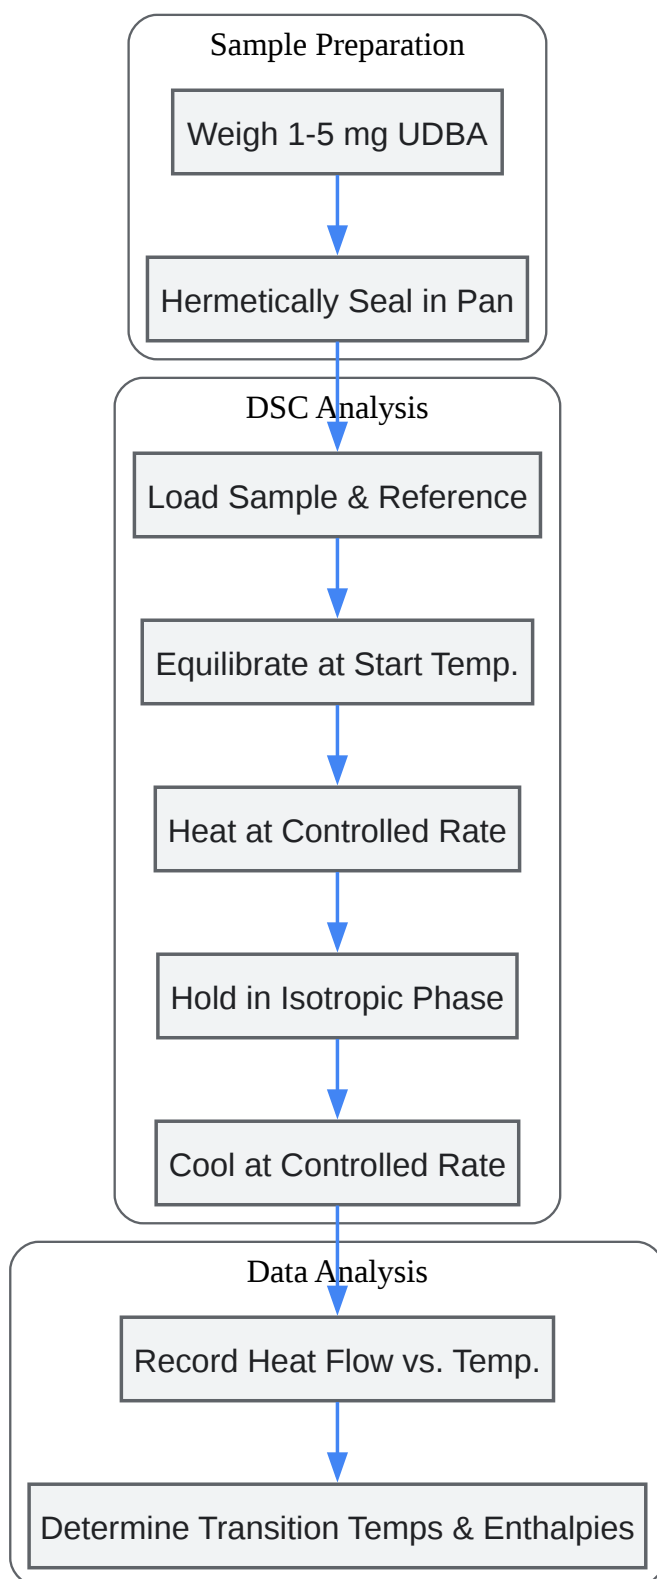 Sample Preparation
Weigh 1-5 mg UDBA
Hermetically Seal in Pan
DSC Analysis
Load Sample & Reference
Equilibrate at Start Temp.
Heat at Controlled Rate
Hold in Isotropic Phase
Cool at Controlled Rate
Data Analysis
Record Heat Flow vs. Temp.
Determine Transition Temps & Enthalpies